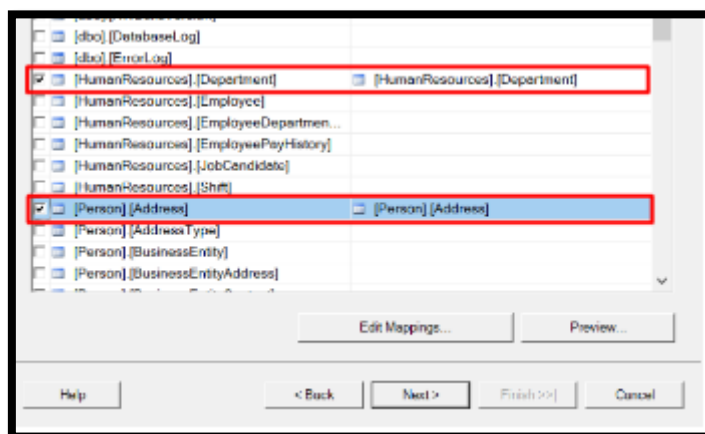 [dbo].[DatabaseLog]
[dbo].[ErrorLog]
[HumanResources].[Department] [HumanResources].[Department]
[HumanResources].[Employee]
[HumanResources].[EmployeeDepartmen...
[HumanResources].[EmployeePayHistory]
[HumanResources].[JobCandidate]
[HumanResources].[Shift]
[Person].[Address] [Person].[Address]
[Person].[AddressType]
[Person].[BusinessEntity]
[Person].[BusinessEntityAddress]
Edit Mappings... Preview...
Help < Back Next > Finish >>| Cancel